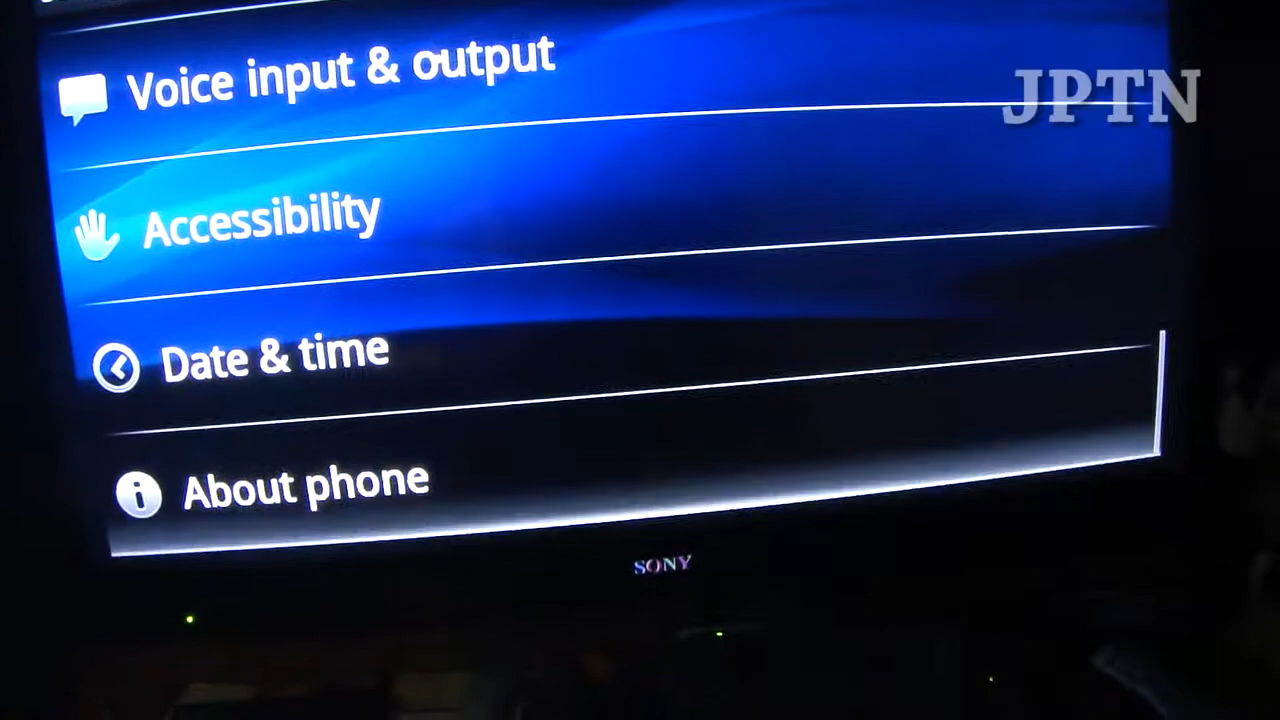 Voice input & output
JPTN
Accessibility
Date & time
About phone
SONY